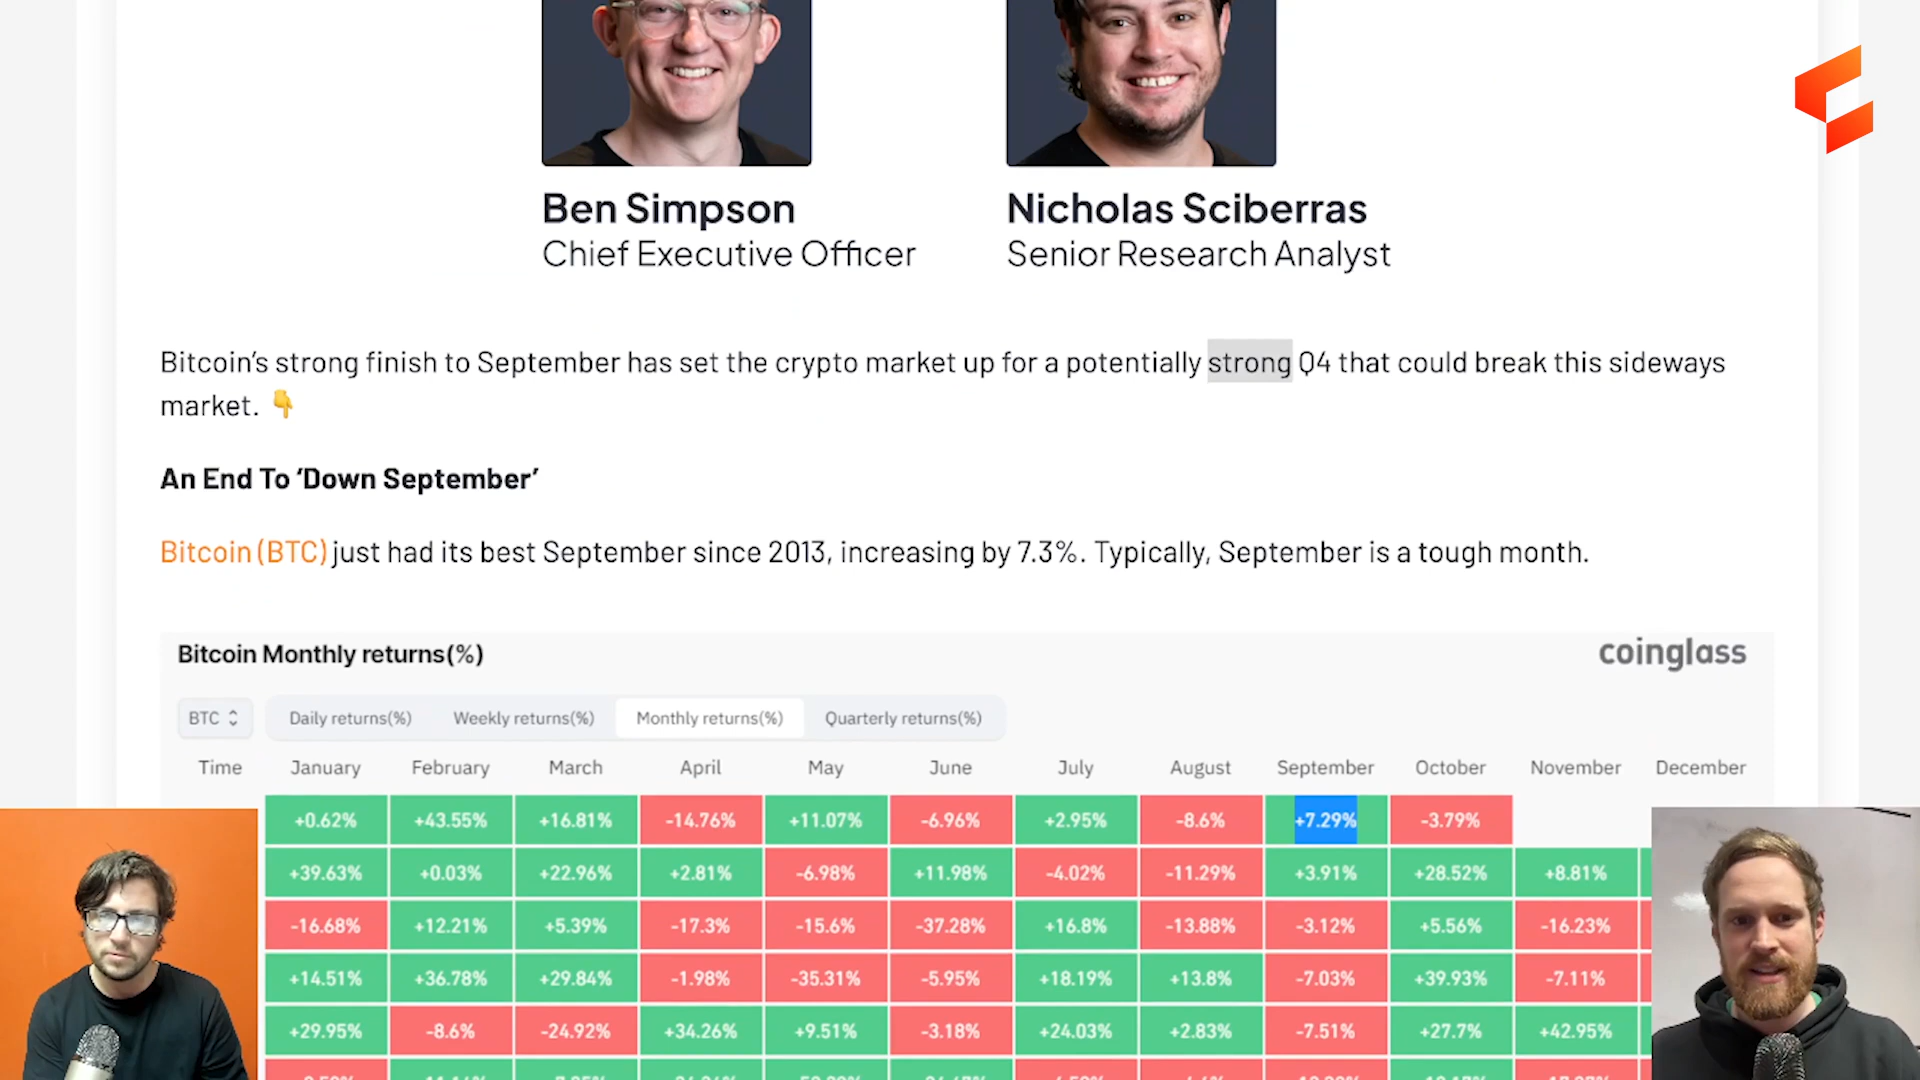 Ben Simpson
Chief Executive Officer
Nicholas Sciberras
Senior Research Analyst
Bitcoin's strong finish to September has set the crypto market up for a potentially strong Q4 that could break this sideways
market. 👇
An End To ‘Down September’
Bitcoin (BTC) just had its best September since 2013, increasing by 7.3%. Typically, September is a tough month.
Bitcoin Monthly returns(%)
coinglass
BTC Daily returns(%) Weekly returns(%) Monthly returns(%) Quarterly returns(%)
Time January February March April May June July August September October November December
+0.62% +43.55% +16.81% -14.76% +11.07% -6.96% +2.95% -8.6% +7.29% -3.79%
+39.63% +0.03% +22.96% +2.81% -6.98% +11.98% -4.02% -11.29% +3.91% +28.52% +8.81%
-16.68% +12.21% +5.39% -17.3% -15.6% -37.28% +16.8% -13.88% -3.12% +5.56% -16.23%
+14.51% +36.78% +29.84% -1.98% -35.31% -5.95% +18.19% +13.8% -7.03% +39.93% -7.11%
+29.95% -8.6% -24.92% +34.26% +9.51% -3.18% +24.03% +2.83% -7.51% +27.7% +42.95%